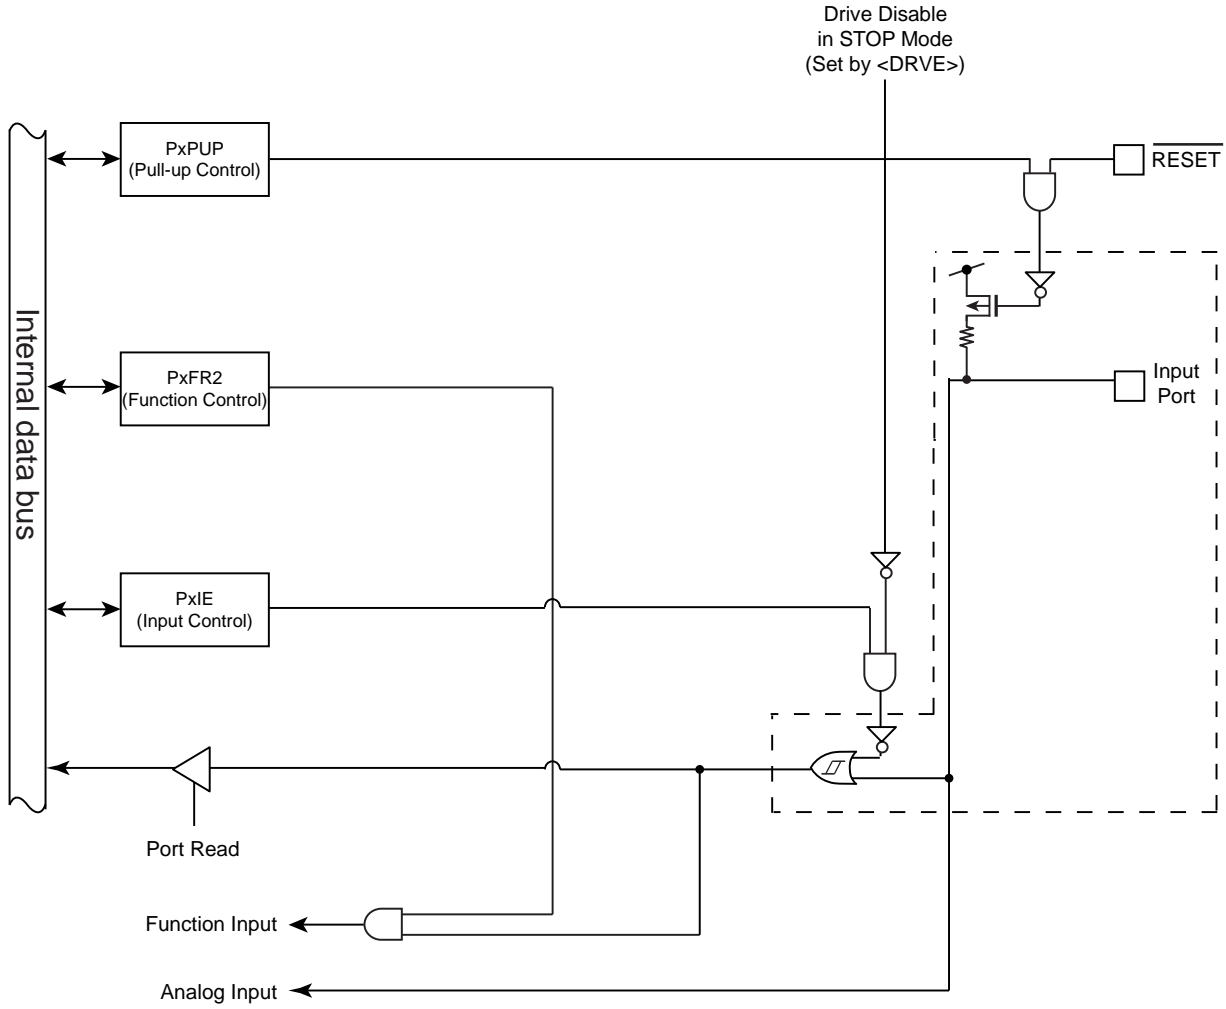 Drive Disable
in STOP Mode
(Set by <DRVE>)
PxPUP
(Pull-up Control)
RESET
Internal data bus
PxFR2
(Function Control)
Input
Port
PxIE
(Input Control)
Port Read
Function Input
Analog Input